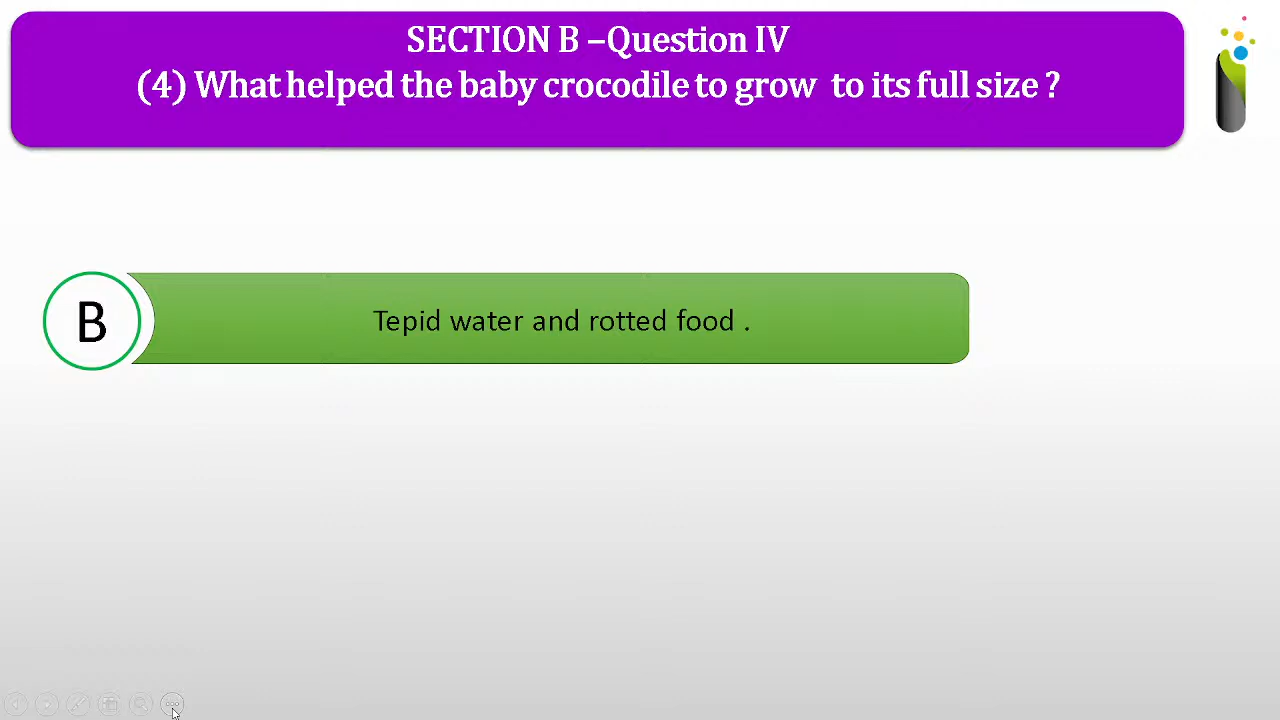 SECTION B –Question IV
(4) What helped the baby crocodile to grow  to its full size ?
B
Tepid water and rotted food .